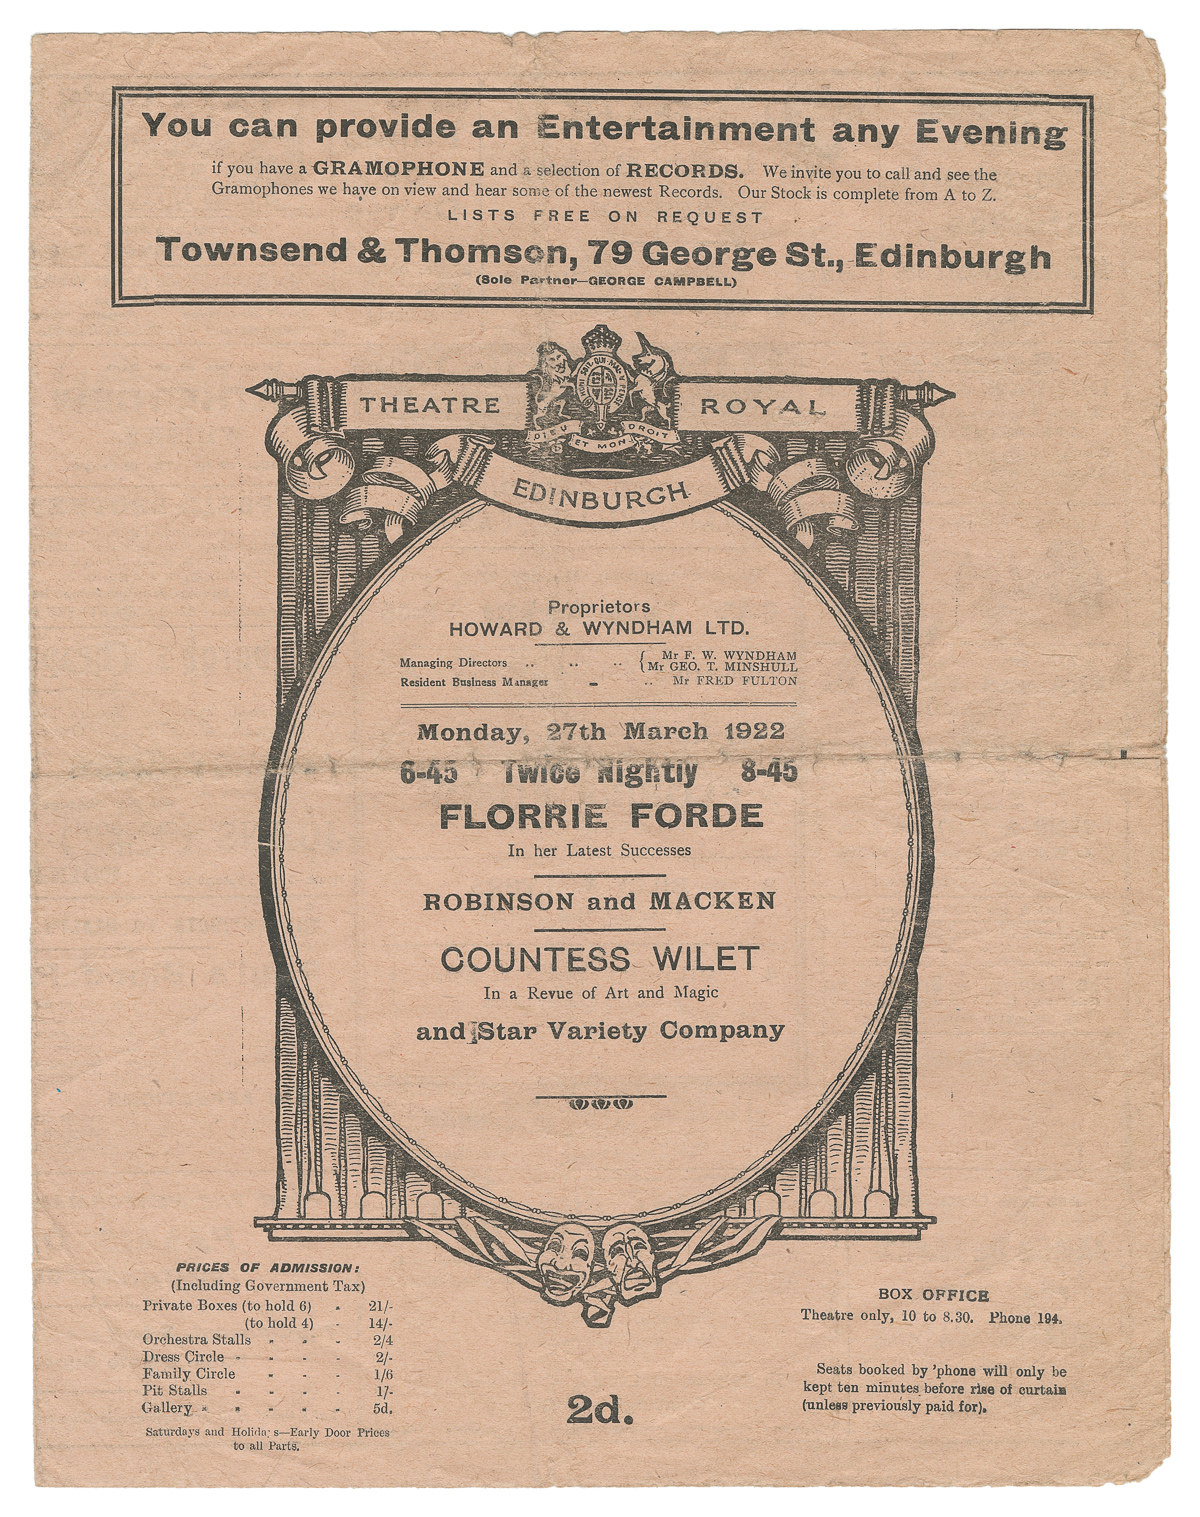 You can provide an Entertainment any Evening
if you have a GRAMOPHONE and a selection of RECORDS. We invite you to call and see the
Gramophones we have on view and hear some of the newest Records. Our Stock is complete from A to Z.
LISTS FREE ON REQUEST
Townsend & Thomson, 79 George St., Edinburgh
(Sole Partner—GEORGE CAMPBELL)
THEATRE ROYAL
DIEU ET MON DROIT
EDINBURGH
Proprietors
HOWARD & WYNDHAM LTD.
Managing Directors .. .. .. { Mr F. W. WYNDHAM
Mr GEO. T. MINSHULL
Resident Business Manager - .. Mr FRED FULTON
Monday, 27th March 1922
6-45 Twice Nightly 8-45
FLORRIE FORDE
In her Latest Successes
ROBINSON and MACKEN
COUNTESS WILET
In a Revue of Art and Magic
and Star Variety Company
PRICES OF ADMISSION:
(Including Government Tax)
Private Boxes (to hold 6) - 21/-
(to hold 4) - 14/-
Orchestra Stalls - - - 2/4
Dress Circle - - - - 2/-
Family Circle - - - 1/6
Pit Stalls - - - - 1/-
Gallery - - - - - 5d.
Saturdays and Holidays—Early Door Prices
to all Parts.
2d.
BOX OFFICE
Theatre only, 10 to 8.30. Phone 194.
Seats booked by 'phone will only be
kept ten minutes before rise of curtain
(unless previously paid for).